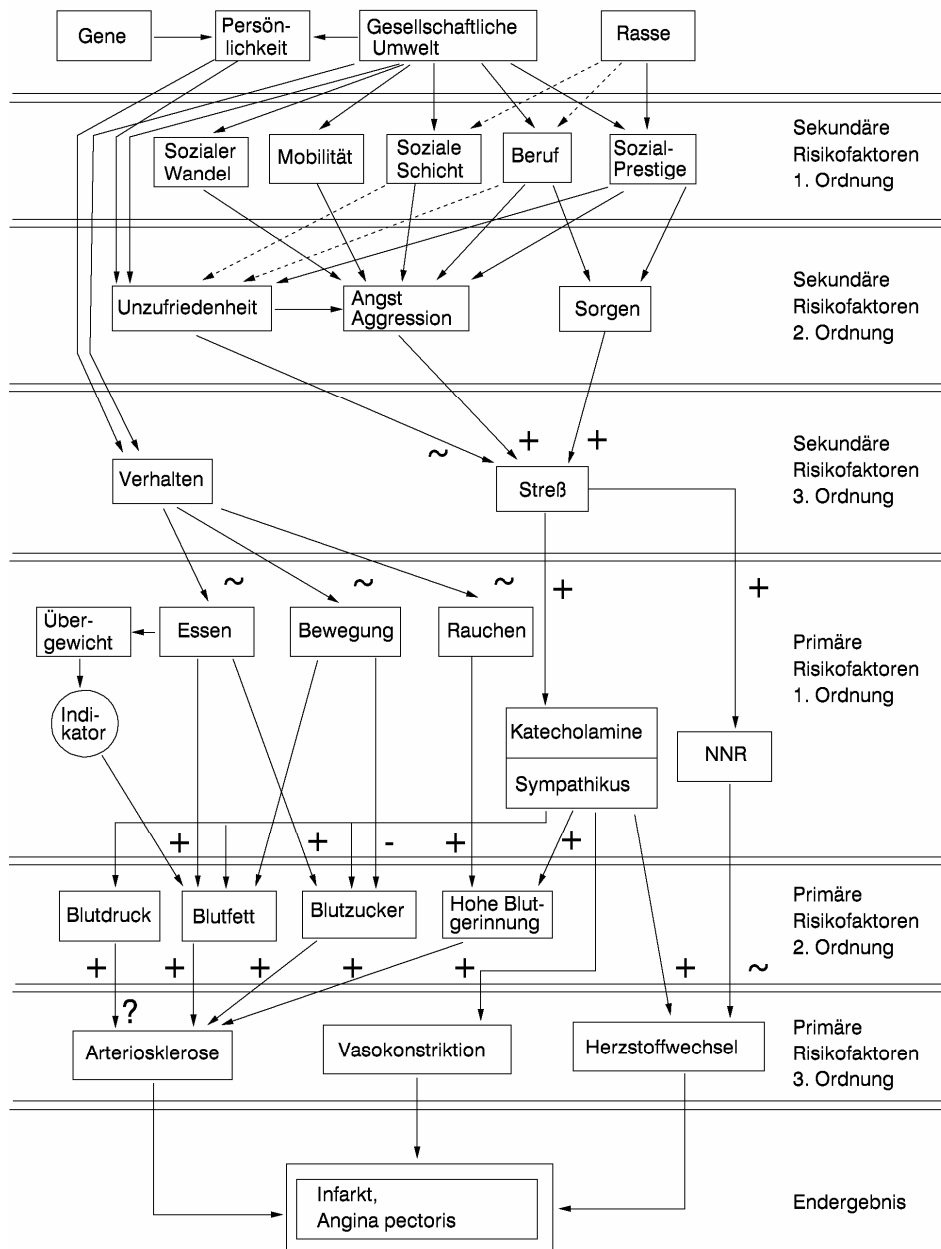 Gene
Persön-
lichkeit
Gesellschaftliche
Umwelt
Rasse
Sozialer
Wandel
Mobilität
Soziale
Schicht
Beruf
Sozial-
Prestige
Sekundäre
Risikofaktoren
1. Ordnung
Unzufriedenheit
Angst
Aggression
Sorgen
Sekundäre
Risikofaktoren
2. Ordnung
~ + +
Verhalten
Streß
Sekundäre
Risikofaktoren
3. Ordnung
~ ~ ~ + +
Über-
gewicht
Essen
Bewegung
Rauchen
Primäre
Risikofaktoren
1. Ordnung
Indi-
kator
Katecholamine
Sympathikus
NNR
+ + - + +
Blutdruck
Blutfett
Blutzucker
Hohe Blut-
gerinnung
Primäre
Risikofaktoren
2. Ordnung
+ + + + + + ~
?
Arteriosklerose
Vasokonstriktion
Herzstoffwechsel
Primäre
Risikofaktoren
3. Ordnung
Infarkt,
Angina pectoris
Endergebnis